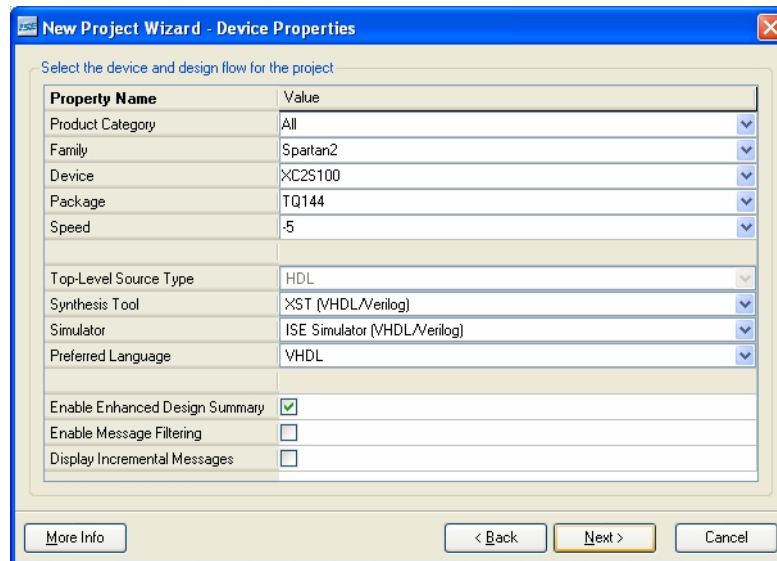 ISE New Project Wizard - Device Properties
Select the device and design flow for the project
Property Name Value
Product Category All
Family Spartan2
Device XC2S100
Package TQ144
Speed -5
Top-Level Source Type HDL
Synthesis Tool XST (VHDL/Verilog)
Simulator ISE Simulator (VHDL/Verilog)
Preferred Language VHDL
Enable Enhanced Design Summary
Enable Message Filtering
Display Incremental Messages
More Info < Back Next > Cancel